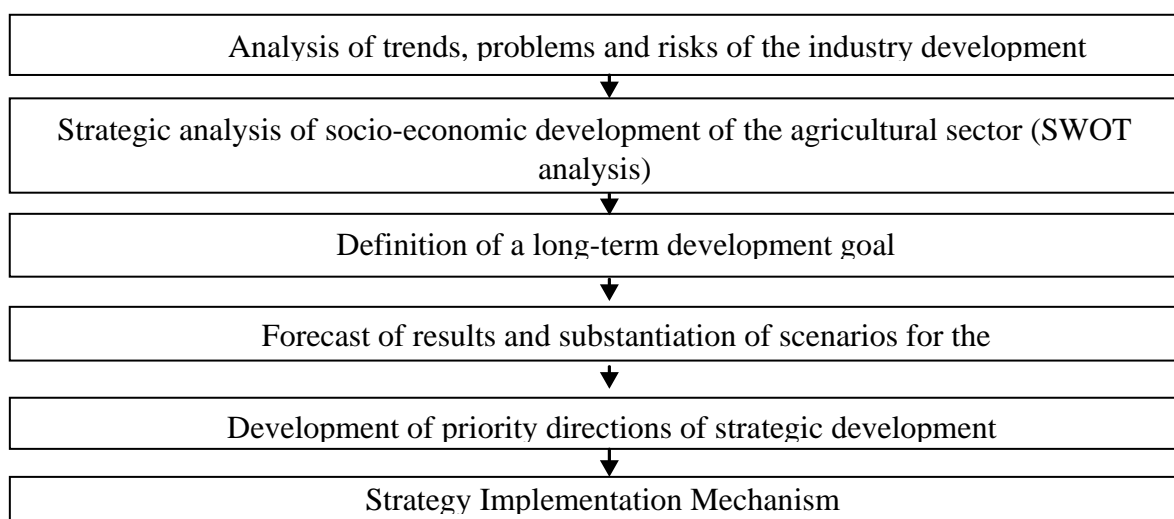 Analysis of trends, problems and risks of the industry development
Strategic analysis of socio-economic development of the agricultural sector (SWOT
analysis)
Definition of a long-term development goal
Forecast of results and substantiation of scenarios for the
Development of priority directions of strategic development
Strategy Implementation Mechanism